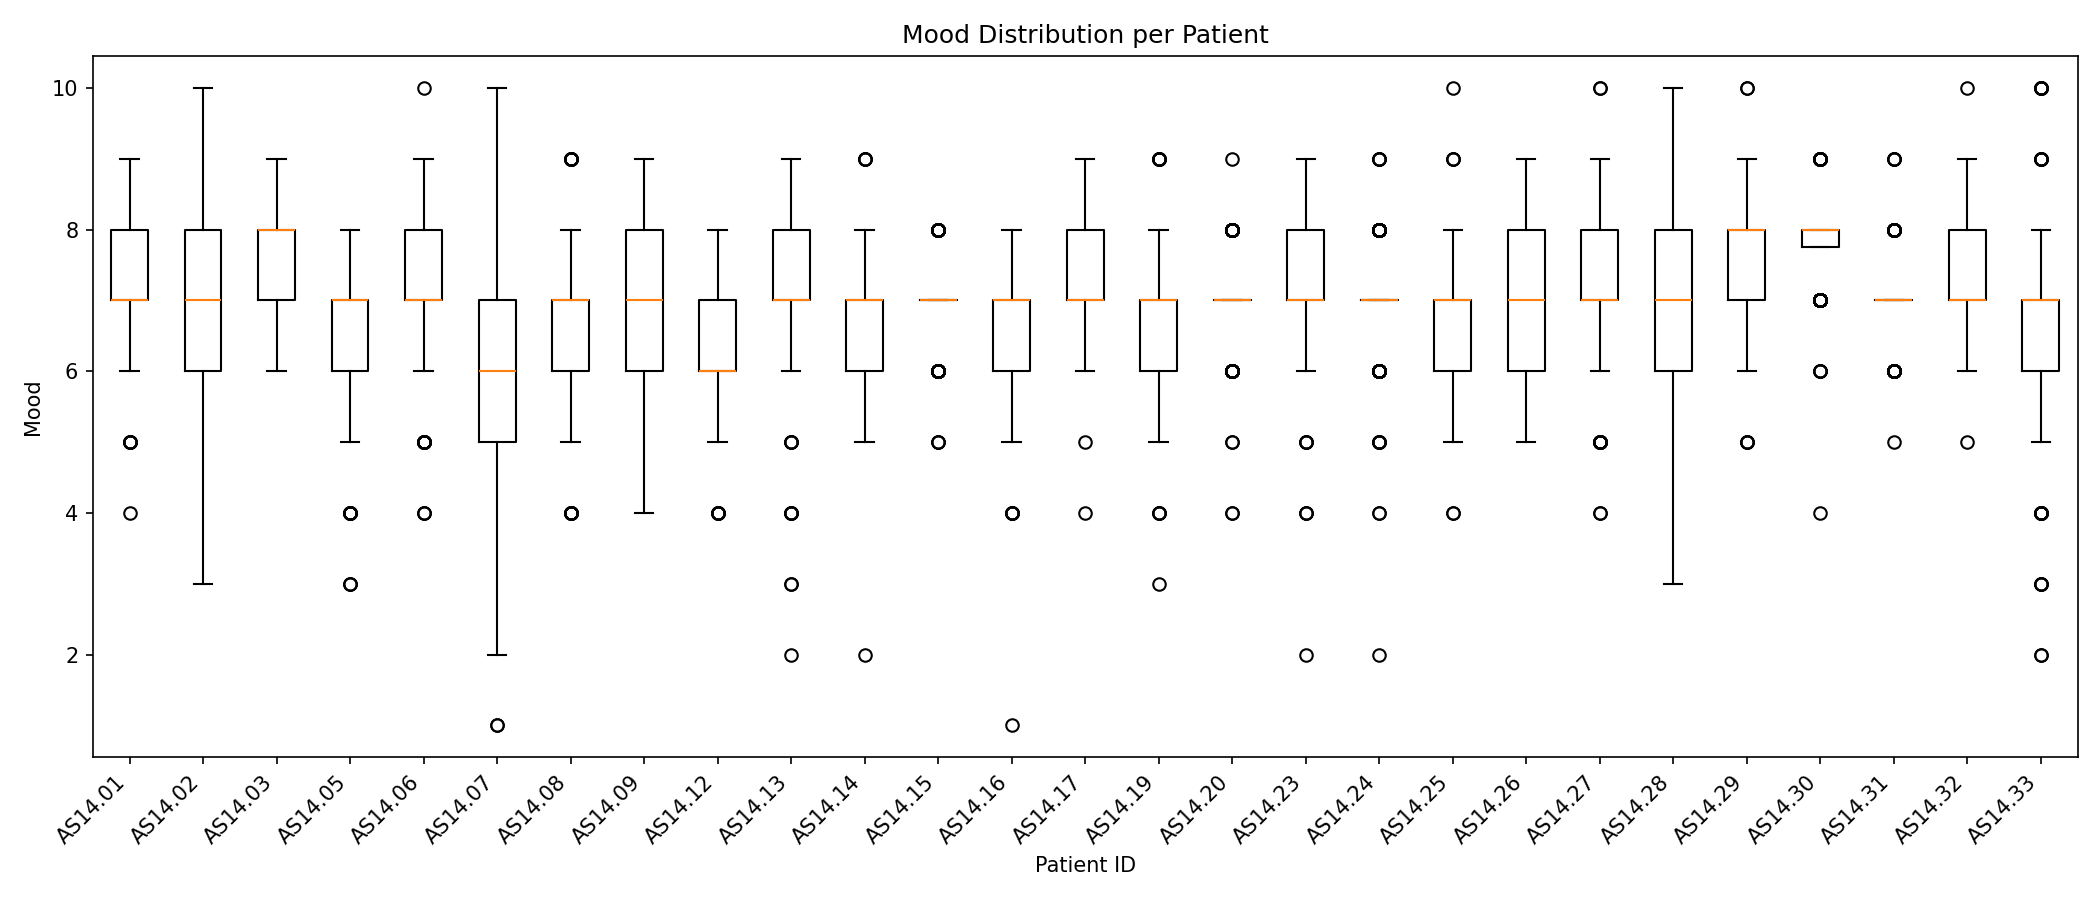 Mood Distribution per Patient
10
8
6
4
2
Mood
AS14.01
AS14.02
AS14.03
AS14.05
AS14.06
AS14.07
AS14.08
AS14.09
AS14.12
AS14.13
AS14.14
AS14.15
AS14.16
AS14.17
AS14.19
AS14.20
AS14.23
AS14.24
AS14.25
AS14.26
AS14.27
AS14.28
AS14.29
AS14.30
AS14.31
AS14.32
AS14.33
Patient ID